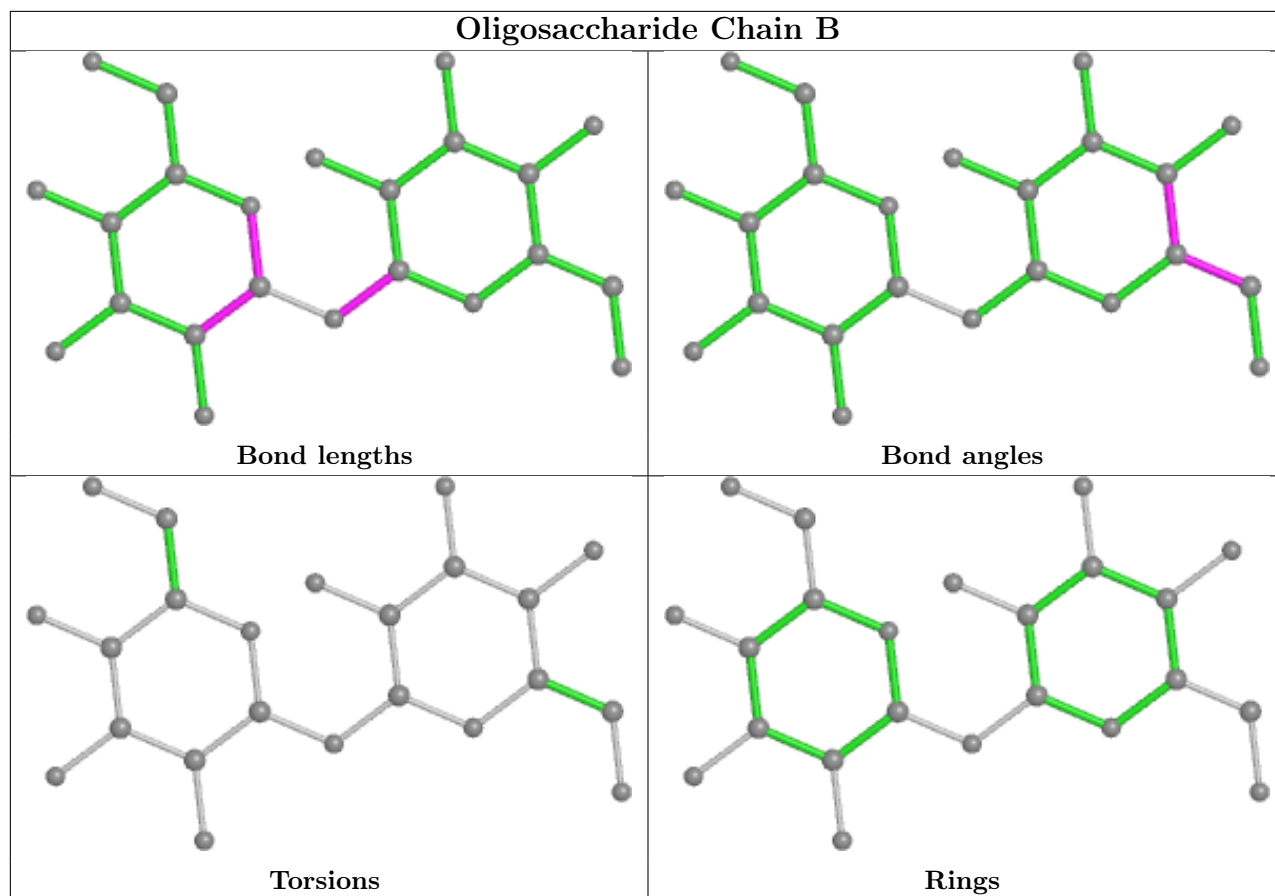 Oligosaccharide Chain B
Bond lengths
Bond angles
Torsions
Rings